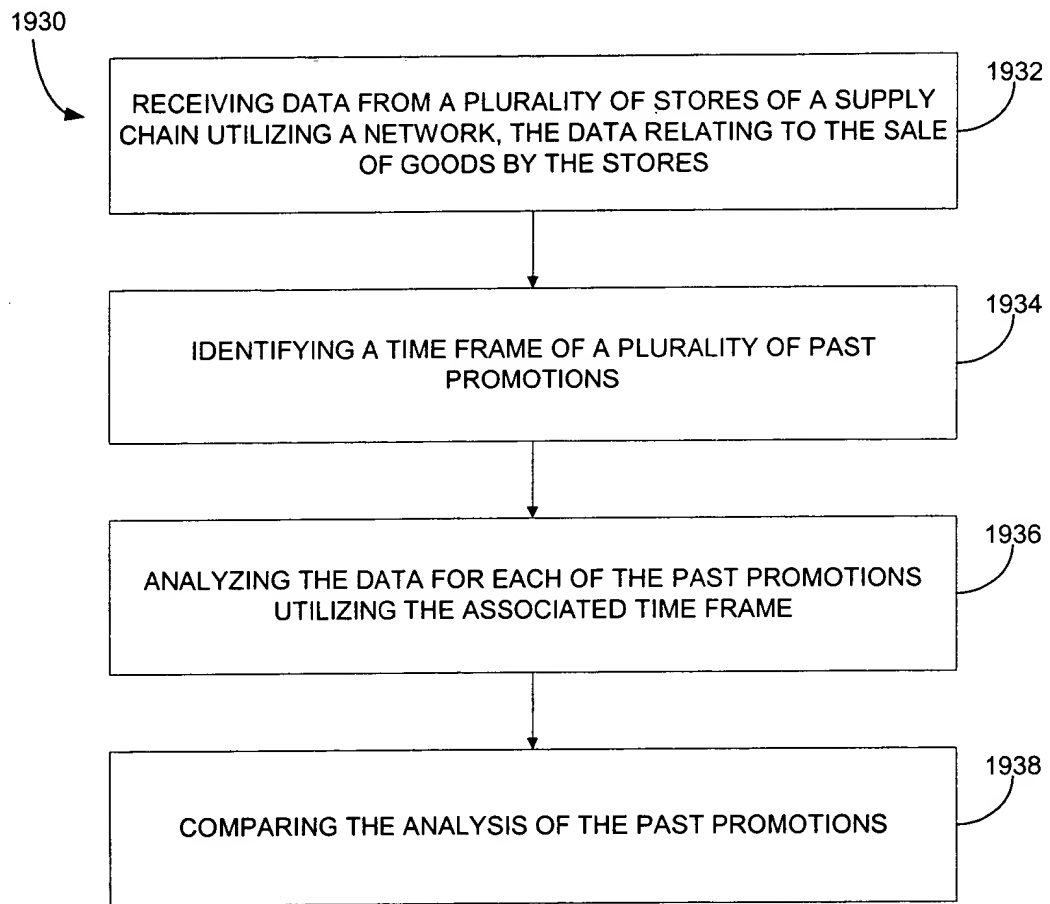 1930
1932
RECEIVING DATA FROM A PLURALITY OF STORES OF A SUPPLY
CHAIN UTILIZING A NETWORK, THE DATA RELATING TO THE SALE
OF GOODS BY THE STORES
1934
IDENTIFYING A TIME FRAME OF A PLURALITY OF PAST
PROMOTIONS
1936
ANALYZING THE DATA FOR EACH OF THE PAST PROMOTIONS
UTILIZING THE ASSOCIATED TIME FRAME
1938
COMPARING THE ANALYSIS OF THE PAST PROMOTIONS